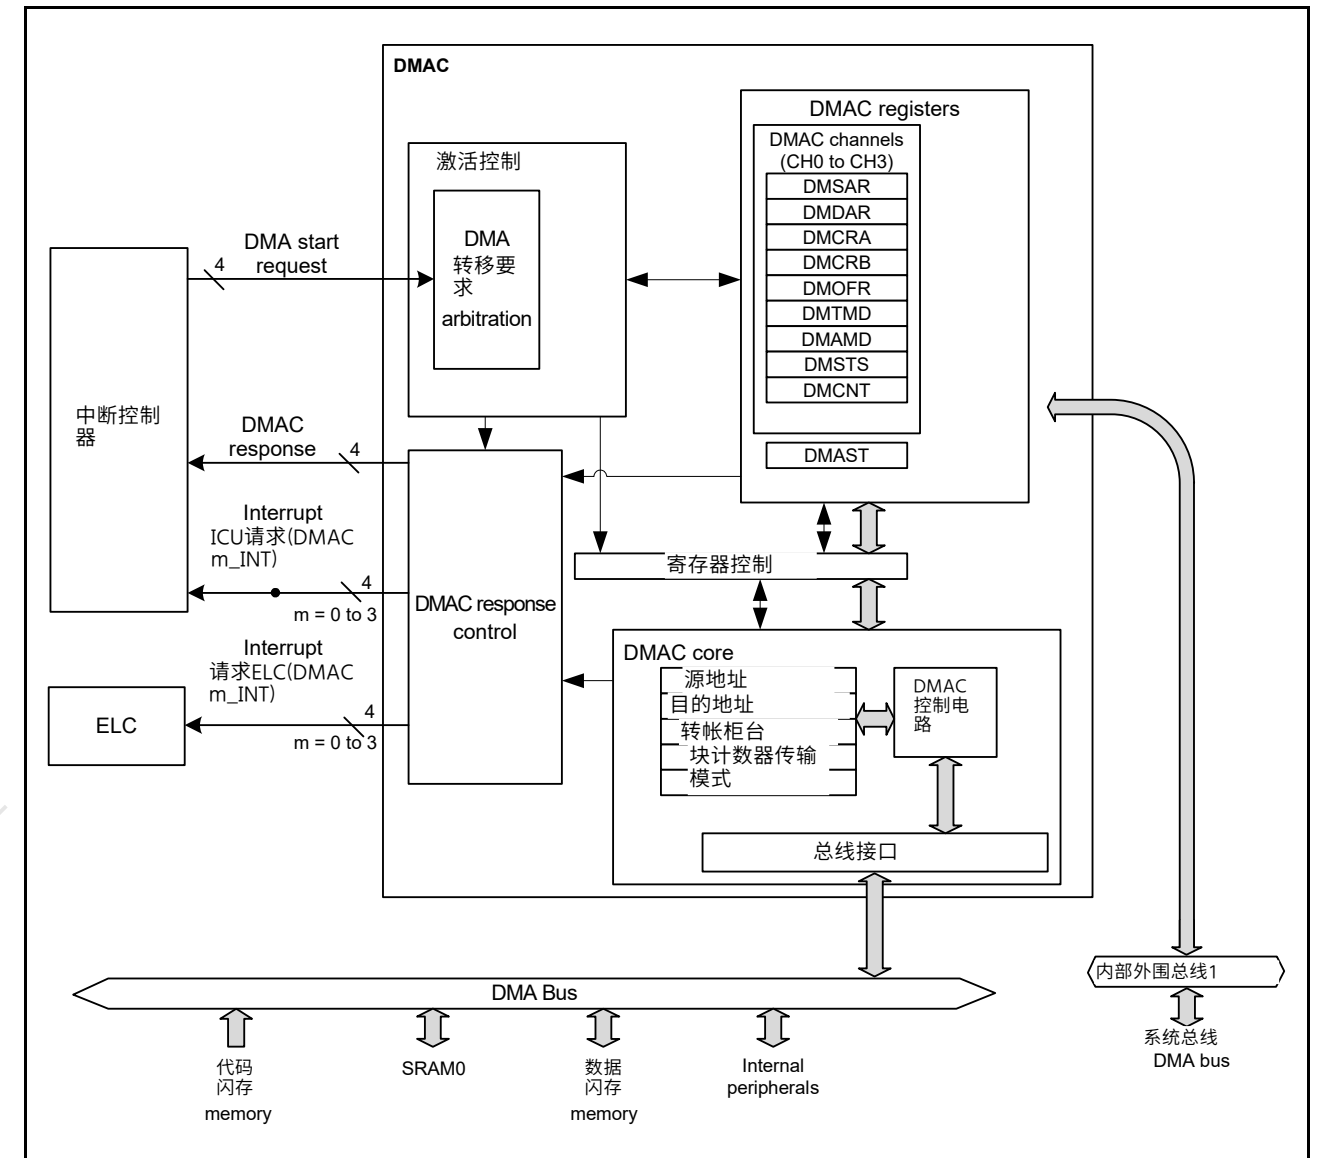 DMAC
DMAC registers
DMAC channels
(CH0 to CH3)
DMSAR
DMDAR
DMCRA
DMCRB
DMOFR
DMTMD
DMAMD
DMSTS
DMCNT
DMAST
激活控制
DMA
转移要
求
arbitration
DMA start
request
4
中断控制
器
DMAC
response
4
Interrupt
ICU请求(DMAC
m_INT)
4
m = 0 to 3
Interrupt
请求ELC(DMAC
m_INT)
4
m = 0 to 3
ELC
DMAC response
control
寄存器控制
DMAC core
源地址
目的地址
转帐柜台
块计数器传输
模式
DMAC
控制电
路
总线接口
内部外围总线1
系统总线
DMA bus
DMA Bus
代码
闪存
memory
SRAM0
数据
闪存
memory
Internal
peripherals